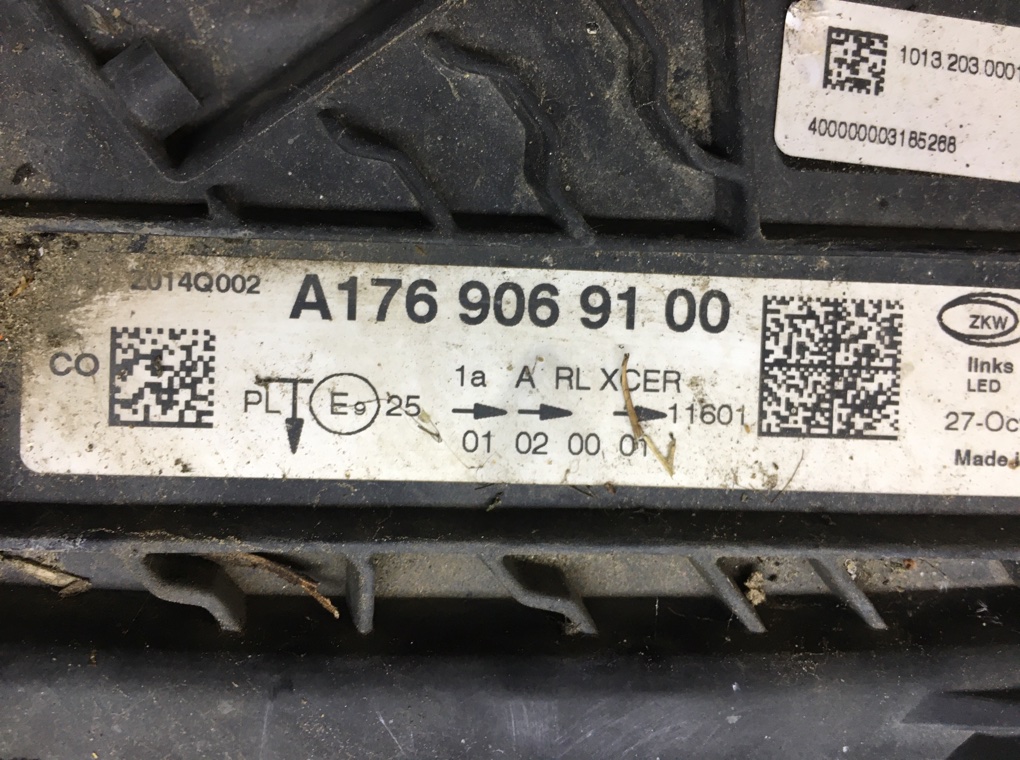 1013 203 0001
400000003185268
Z014Q002
A176 906 91 00
CO
PL E9 25
1a A RL XCER
11601
01 02 00 01
ZKW
links
LED
27-Oc
Made i